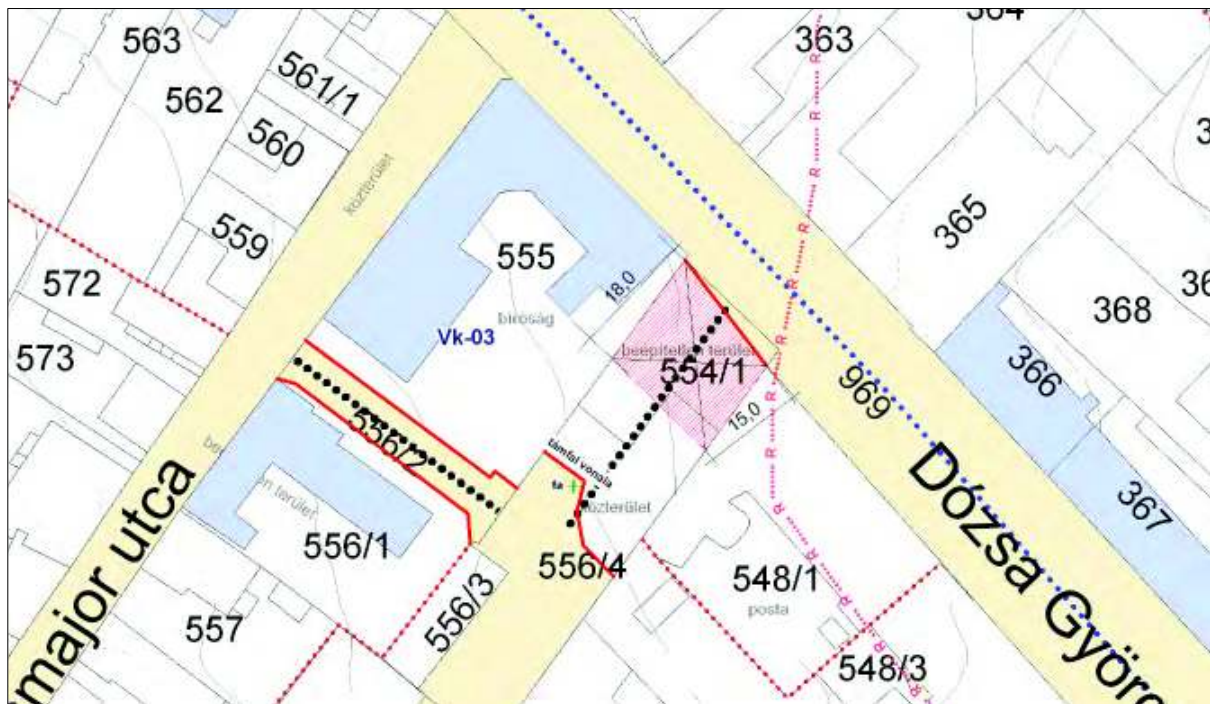 563
562
561/1
560
559
572
573
közterület
555
bíróság
Vk-03
18,0
beépítetlen terület
554/1
15,0
363
365
368
366
367
969
Dózsa Györg
556/2
támfal vonala
közterület
556/1
556/3
556/4
557
548/1
posta
548/3
major utca
R
R
R
R
R
R
R
R
R
R